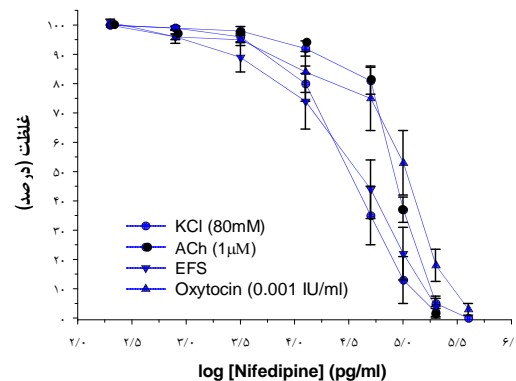 غلظت (درصد)
۱۰۰
۹۰
۸۰
۷۰
۶۰
۵۰
۴۰
۳۰
۲۰
۱۰
۰
KCl (80mM)
ACh (1µM)
EFS
Oxytocin (0.001 IU/ml)
۲/۰ ۲/۵ ۳/۰ ۳/۵ ۴/۰ ۴/۵ ۵/۰ ۵/۵ ۶/۰
log [Nifedipine] (pg/ml)